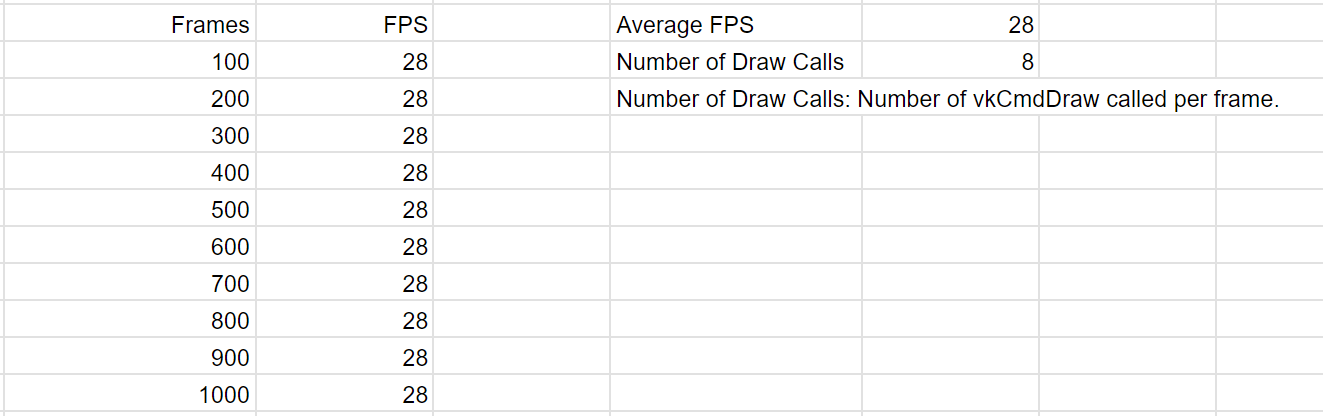 Frames FPS Average FPS 28
100 28 Number of Draw Calls 8
200 28 Number of Draw Calls: Number of vkCmdDraw called per frame.
300 28
400 28
500 28
600 28
700 28
800 28
900 28
1000 28